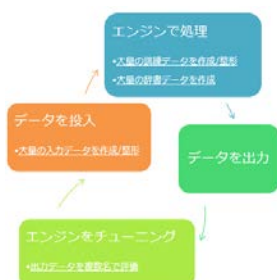 エンジンで処理
•大量の訓練データを作成/整形
•大量の辞書データを作成
データを投入
•大量の入力データを作成/整形
データを出力
エンジンをチューニング
•出力データを複数名で評価